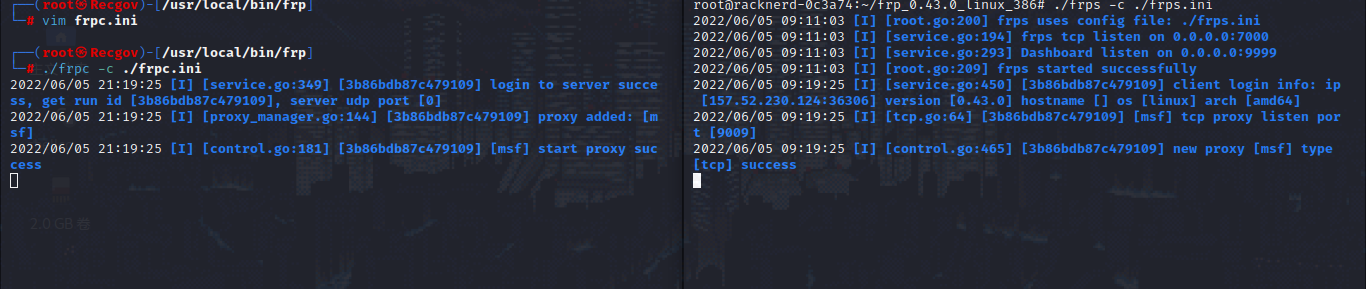 ┌──(root㉿Recgov)-[/usr/local/bin/frp]
└─# vim frpc.ini
┌──(root㉿Recgov)-[/usr/local/bin/frp]
└─# ./frpc -c ./frpc.ini
2022/06/05 21:19:25 [I] [service.go:349] [3b86bdb87c479109] login to server succe
ss, get run id [3b86bdb87c479109], server udp port [0]
2022/06/05 21:19:25 [I] [proxy_manager.go:144] [3b86bdb87c479109] proxy added: [m
sf]
2022/06/05 21:19:25 [I] [control.go:181] [3b86bdb87c479109] [msf] start proxy suc
cess
2.0 GB 卷
root@racknerd-0c3a74:~/frp_0.43.0_linux_386# ./frps -c ./frps.ini
2022/06/05 09:11:03 [I] [root.go:200] frps uses config file: ./frps.ini
2022/06/05 09:11:03 [I] [service.go:194] frps tcp listen on 0.0.0.0:7000
2022/06/05 09:11:03 [I] [service.go:293] Dashboard listen on 0.0.0.0:9999
2022/06/05 09:11:03 [I] [root.go:209] frps started successfully
2022/06/05 09:19:25 [I] [service.go:450] [3b86bdb87c479109] client login info: ip
[157.52.230.124:36306] version [0.43.0] hostname [] os [linux] arch [amd64]
2022/06/05 09:19:25 [I] [tcp.go:64] [3b86bdb87c479109] [msf] tcp proxy listen por
t [9009]
2022/06/05 09:19:25 [I] [control.go:465] [3b86bdb87c479109] new proxy [msf] type
[tcp] success